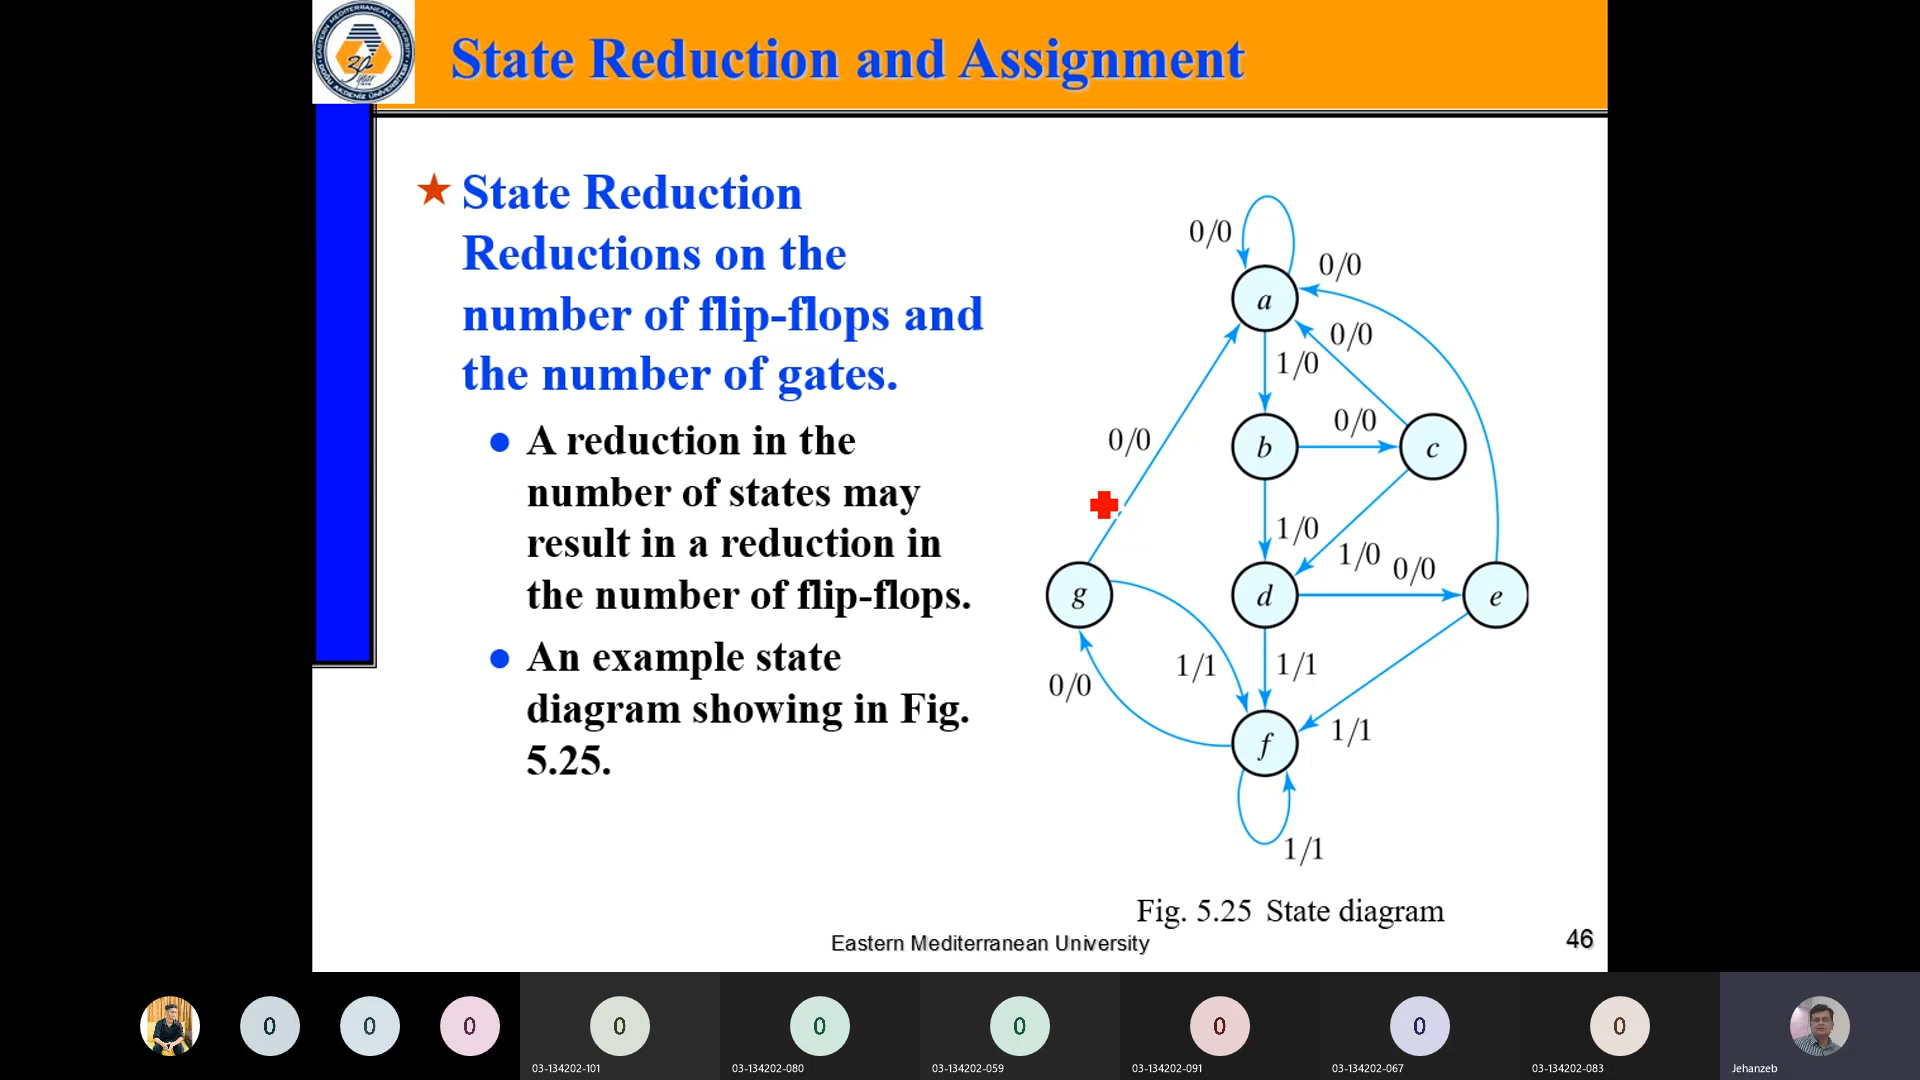 State Reduction and Assignment
State Reduction
Reductions on the
number of flip-flops and
the number of gates.
A reduction in the
number of states may
result in a reduction in
the number of flip-flops.
An example state
diagram showing in Fig.
5.25.
0/0
0/0
a
0/0
1/0
0/0
0/0
b
c
1/0
1/0
0/0
g
d
e
1/1
1/1
0/0
1/1
f
1/1
Fig. 5.25 State diagram
Eastern Mediterranean University
46
0
0
0
0
0
0
0
0
0
03-134202-101
03-134202-080
03-134202-059
03-134202-091
03-134202-067
03-134202-083
Jehanzeb